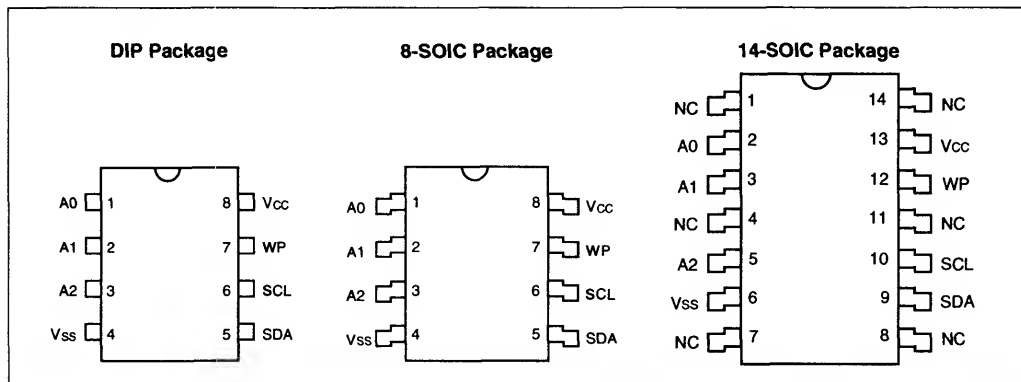 DIP Package
A0 1 8 Vcc
A1 2 7 WP
A2 3 6 SCL
Vss 4 5 SDA
8-SOIC Package
A0 1 8 Vcc
A1 2 7 WP
A2 3 6 SCL
Vss 4 5 SDA
14-SOIC Package
NC 1 14 NC
A0 2 13 Vcc
A1 3 12 WP
NC 4 11 NC
A2 5 10 SCL
Vss 6 9 SDA
NC 7 8 NC